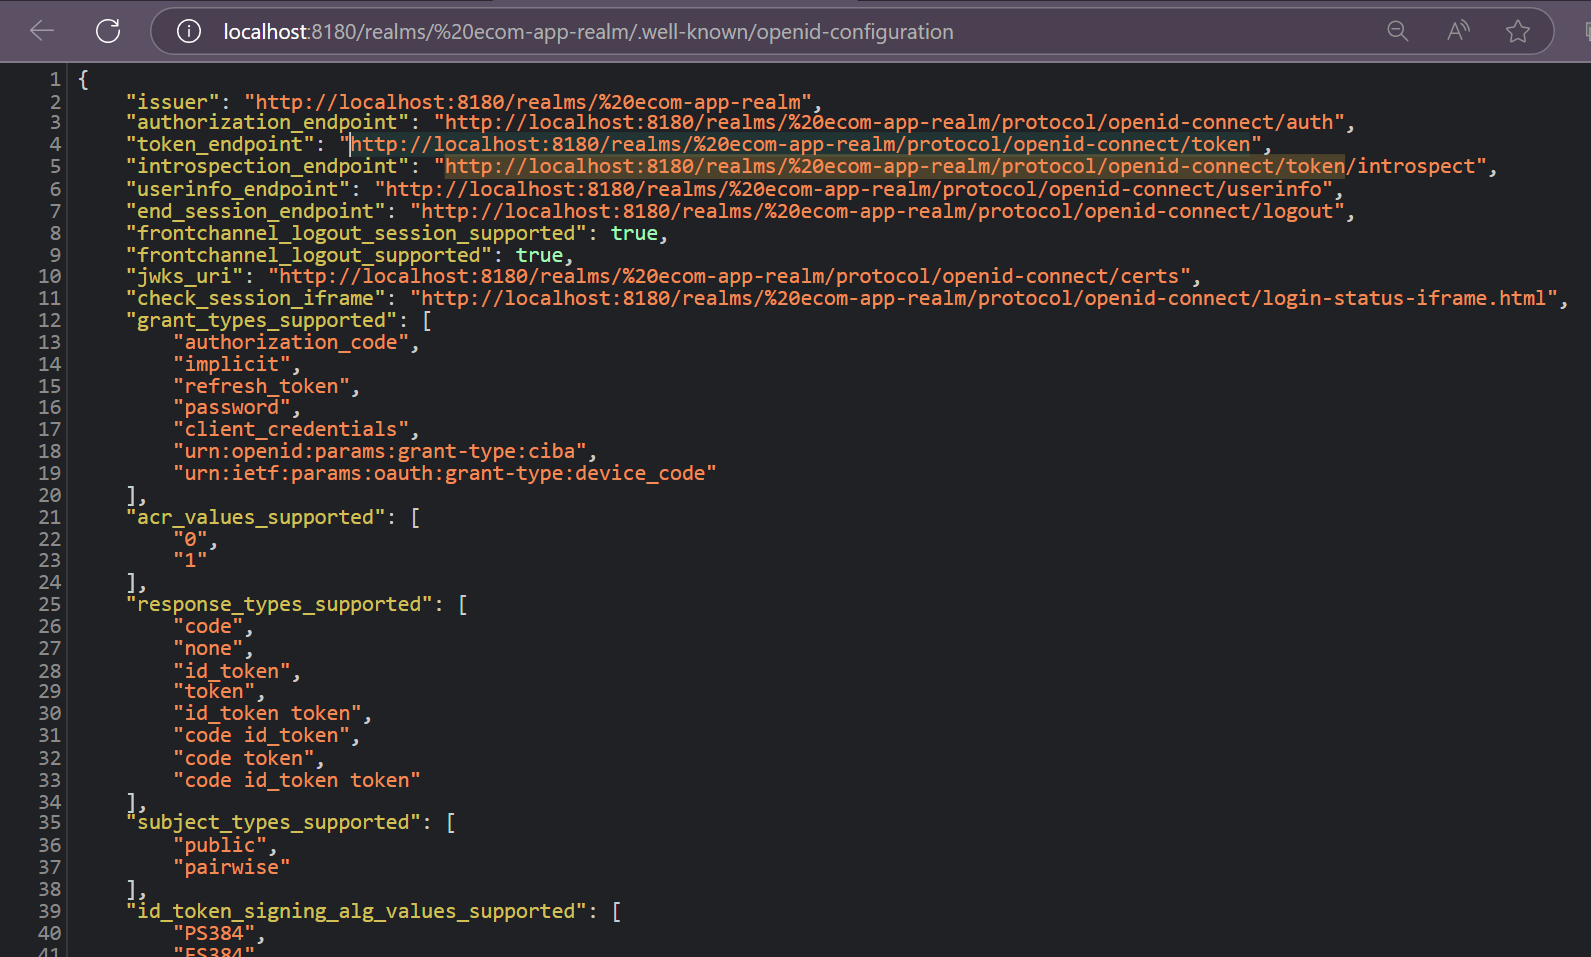 localhost:8180/realms/%20ecom-app-realm/.well-known/openid-configuration
1 {
2 "issuer": "http://localhost:8180/realms/%20ecom-app-realm",
3 "authorization_endpoint": "http://localhost:8180/realms/%20ecom-app-realm/protocol/openid-connect/auth",
4 "token_endpoint": "http://localhost:8180/realms/%20ecom-app-realm/protocol/openid-connect/token",
5 "introspection_endpoint": "http://localhost:8180/realms/%20ecom-app-realm/protocol/openid-connect/token/introspect",
6 "userinfo_endpoint": "http://localhost:8180/realms/%20ecom-app-realm/protocol/openid-connect/userinfo",
7 "end_session_endpoint": "http://localhost:8180/realms/%20ecom-app-realm/protocol/openid-connect/logout",
8 "frontchannel_logout_session_supported": true,
9 "frontchannel_logout_supported": true,
10 "jwks_uri": "http://localhost:8180/realms/%20ecom-app-realm/protocol/openid-connect/certs",
11 "check_session_iframe": "http://localhost:8180/realms/%20ecom-app-realm/protocol/openid-connect/login-status-iframe.html",
12 "grant_types_supported": [
13 "authorization_code",
14 "implicit",
15 "refresh_token",
16 "password",
17 "client_credentials",
18 "urn:openid:params:grant-type:ciba",
19 "urn:ietf:params:oauth:grant-type:device_code"
20 ],
21 "acr_values_supported": [
22 "0",
23 "1"
24 ],
25 "response_types_supported": [
26 "code",
27 "none",
28 "id_token",
29 "token",
30 "id_token token",
31 "code id_token",
32 "code token",
33 "code id_token token"
34 ],
35 "subject_types_supported": [
36 "public",
37 "pairwise"
38 ],
39 "id_token_signing_alg_values_supported": [
40 "PS384",
41 "ES384"